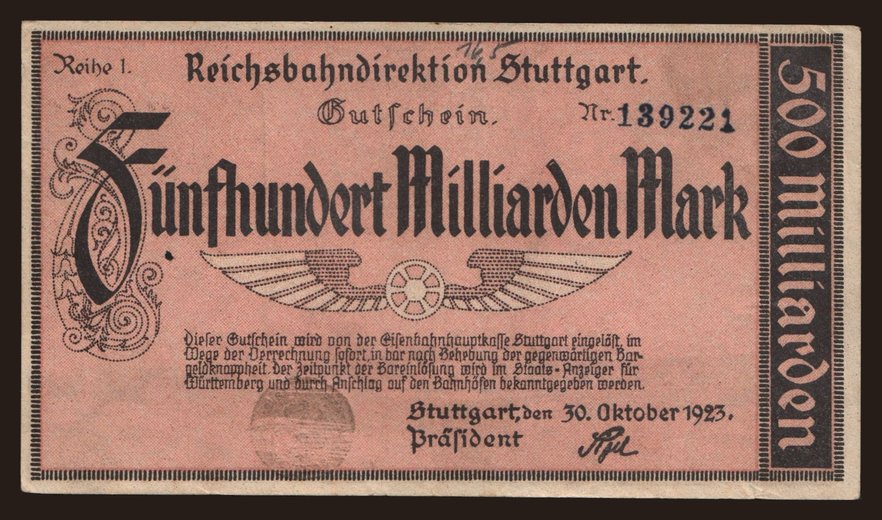 165
Reihe 1.
Reichsbahndirektion Stuttgart.
Gutschein.
Nr. 139221
Fünfhundert Milliarden Mark
Dieser Gutschein wird von der Eisenbahnhauptkasse Stuttgart eingelöst, im
Wege der Verrechnung sofort, in bar nach Behebung der gegenwärtigen Bar-
geldknappheit, der Zeitpunkt der Bareinlösung wird im Staats-Anzeiger für
Württemberg und durch Anschlag auf den Bahnhöfen bekanntgegeben werden.
Stuttgart, den 30. Oktober 1923.
Präsident
500 Milliarden